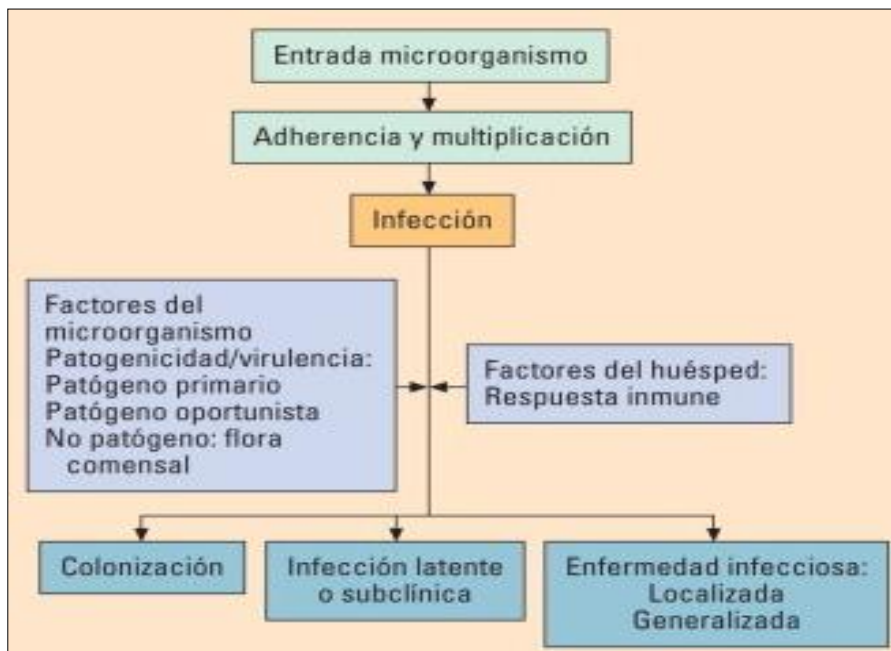 Entrada microorganismo
Adherencia y multiplicación
Infección
Factores del
microorganismo
Patogenicidad/virulencia:
Patógeno primario
Patógeno oportunista
No patógeno: flora
comensal
Factores del huésped:
Respuesta inmune
Colonización
Infección latente
o subclínica
Enfermedad infecciosa:
Localizada
Generalizada